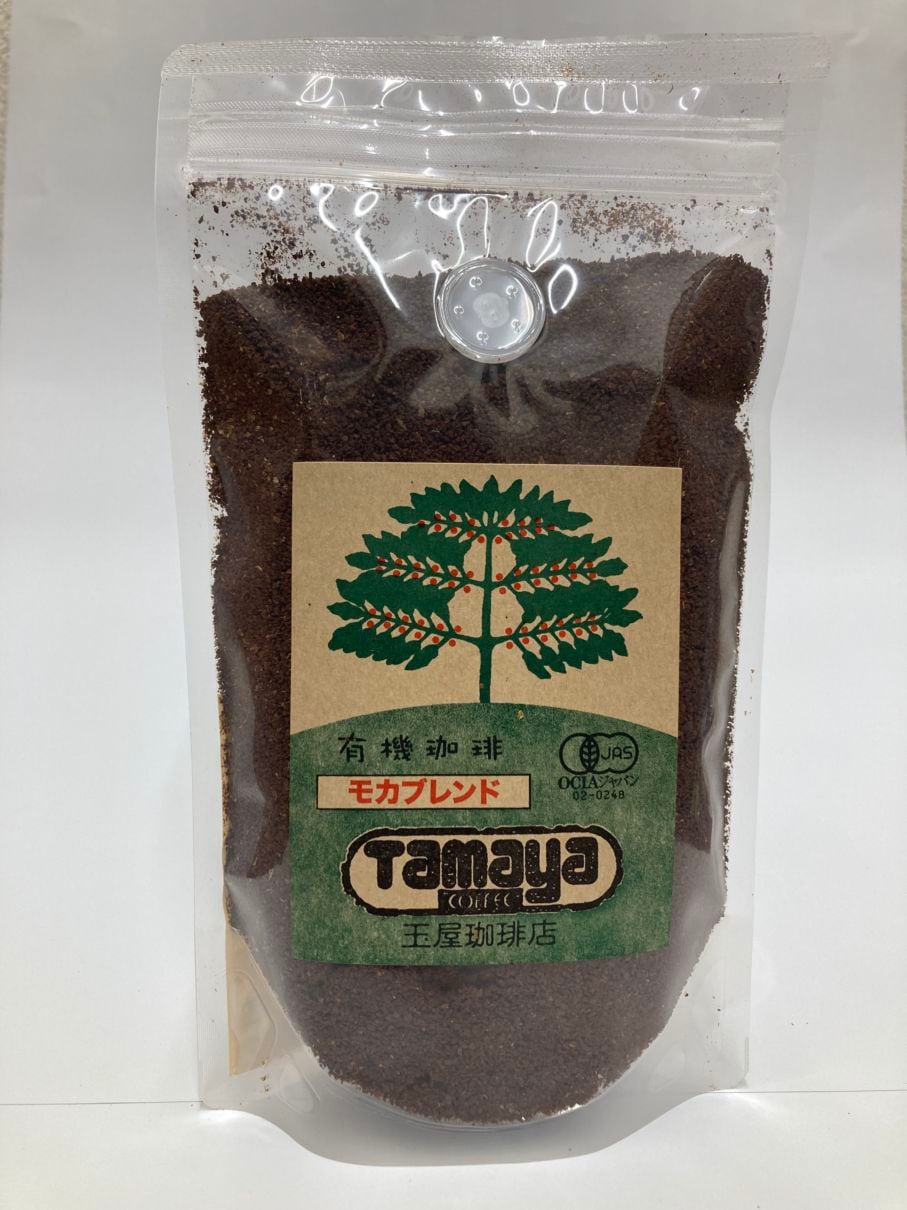 有機珈琲
JAS
OCIAジャパン
02-0248
モカブレンド
Tamaya
COFFEE
玉屋珈琲店